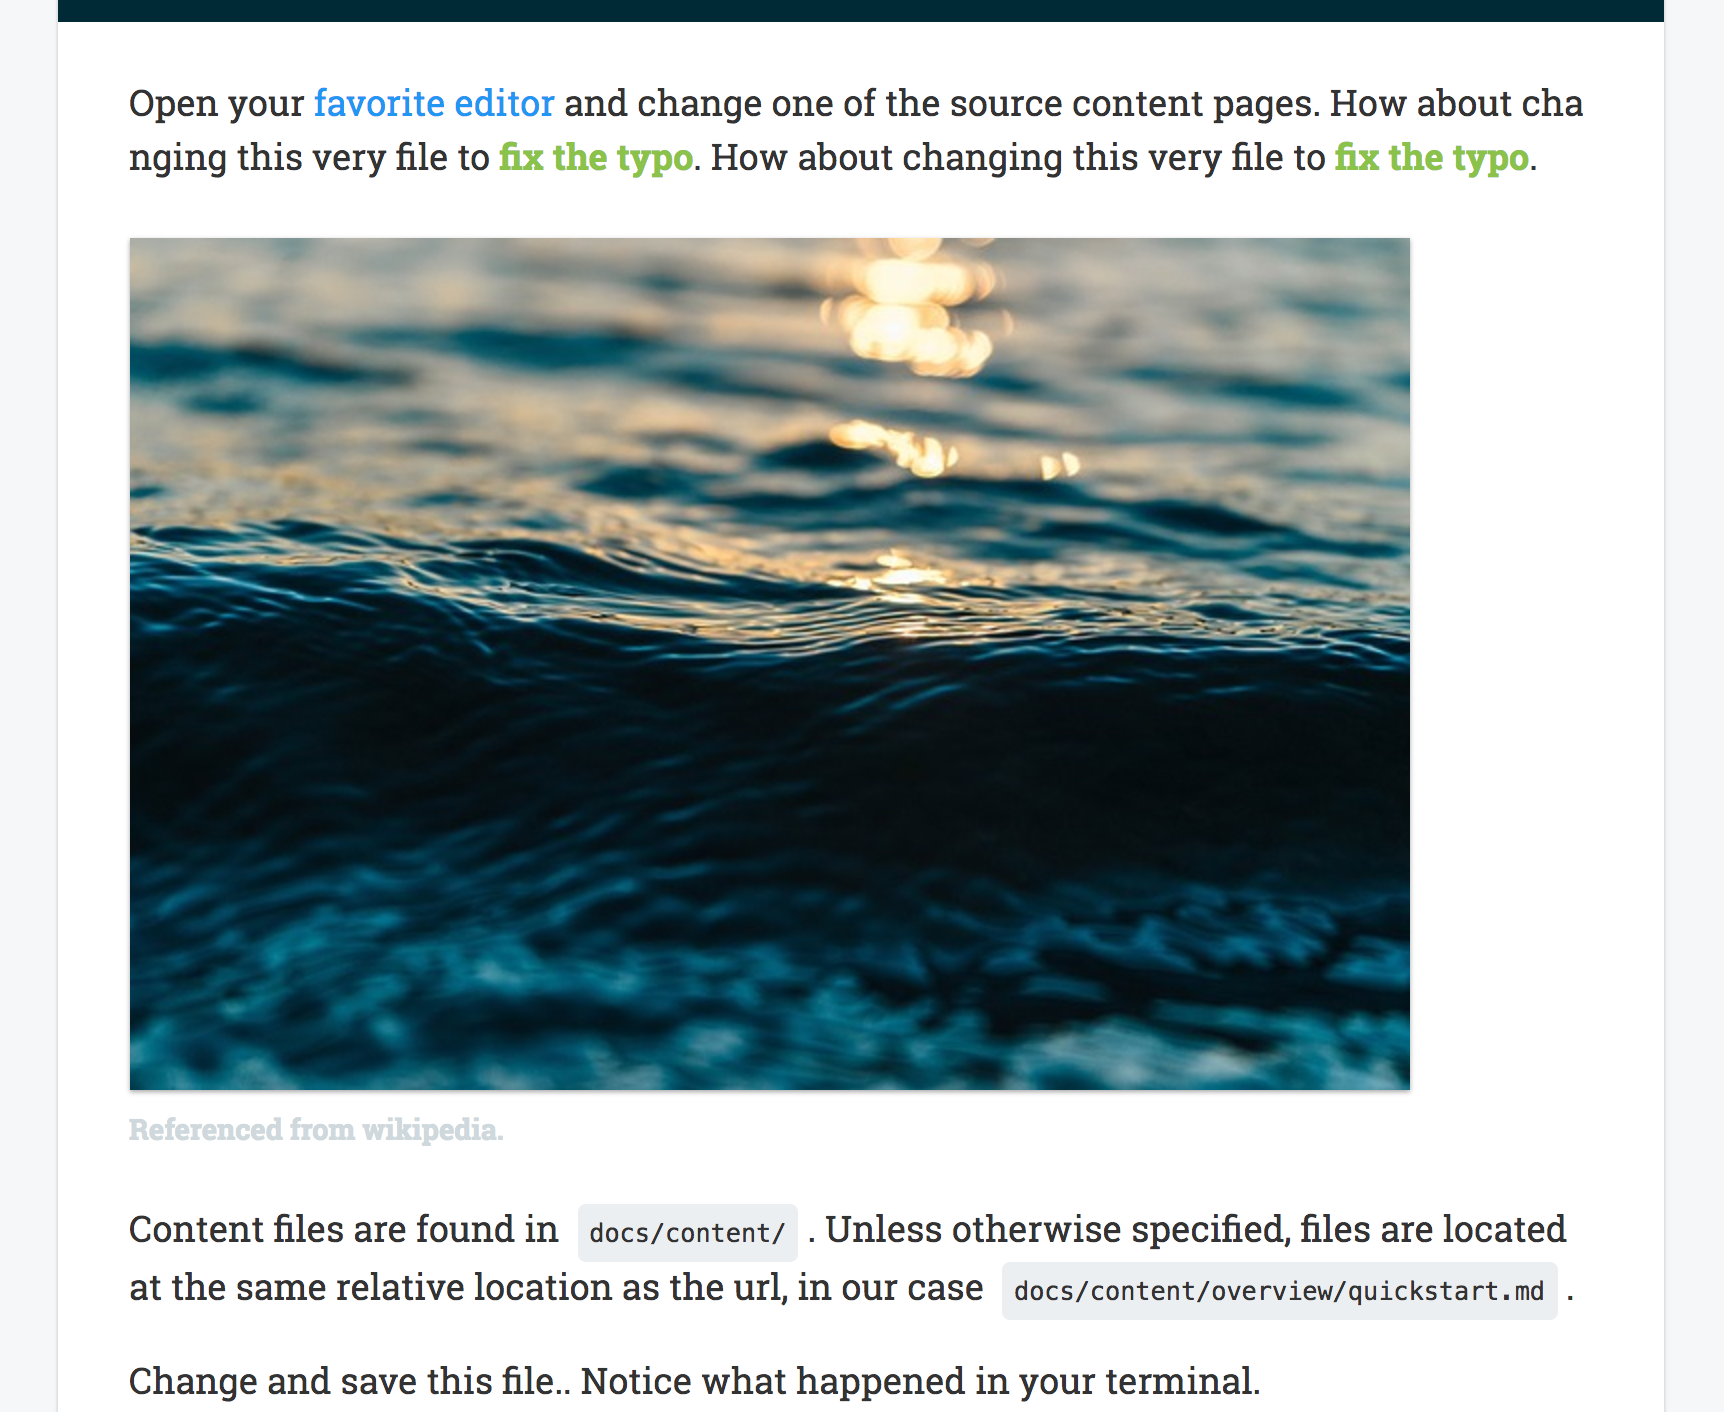 Open your favorite editor and change one of the source content pages. How about cha
nging this very file to fix the typo. How about changing this very file to fix the typo.
Referenced from wikipedia.
Content files are found in docs/content/ . Unless otherwise specified, files are located
at the same relative location as the url, in our case docs/content/overview/quickstart.md .
Change and save this file.. Notice what happened in your terminal.